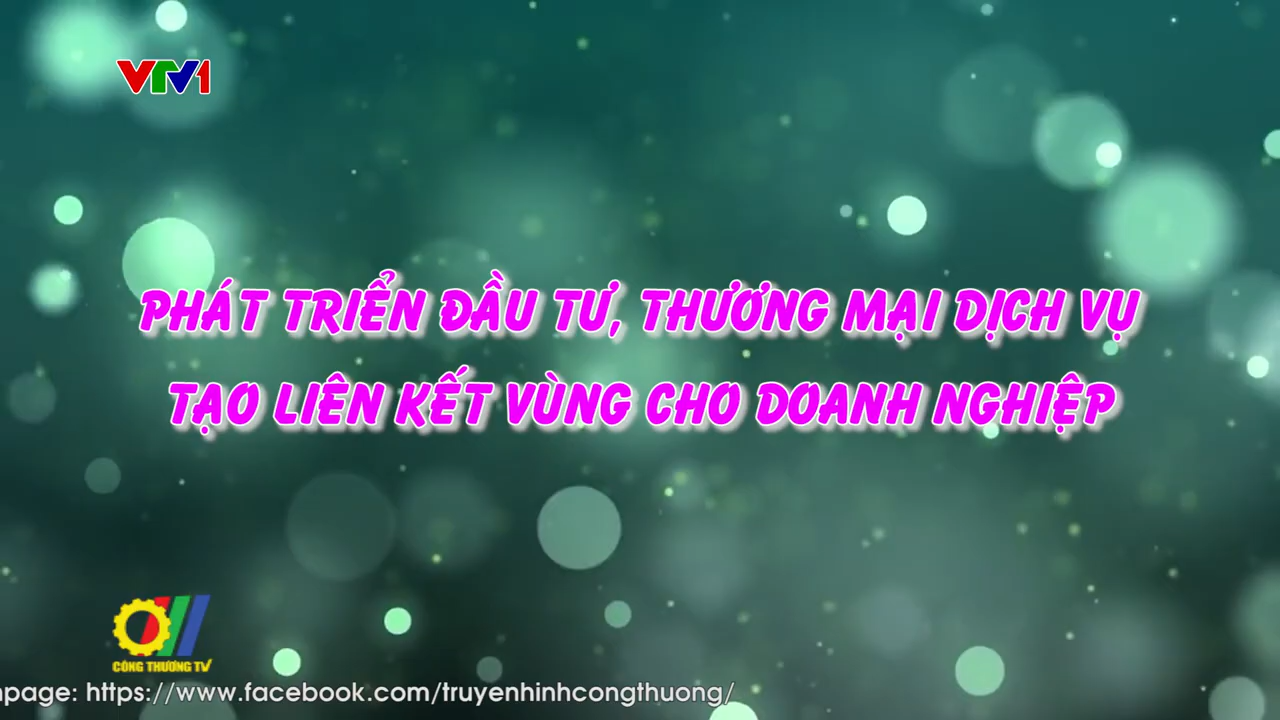 VTV1
PHÁT TRIỂN ĐẦU TƯ, THƯƠNG MẠI DỊCH VỤ
TẠO LIÊN KẾT VÙNG CHO DOANH NGHIỆP
CÔNG THƯƠNG TV
npage: https://www.facebook.com/truyenhinhcongthuong/